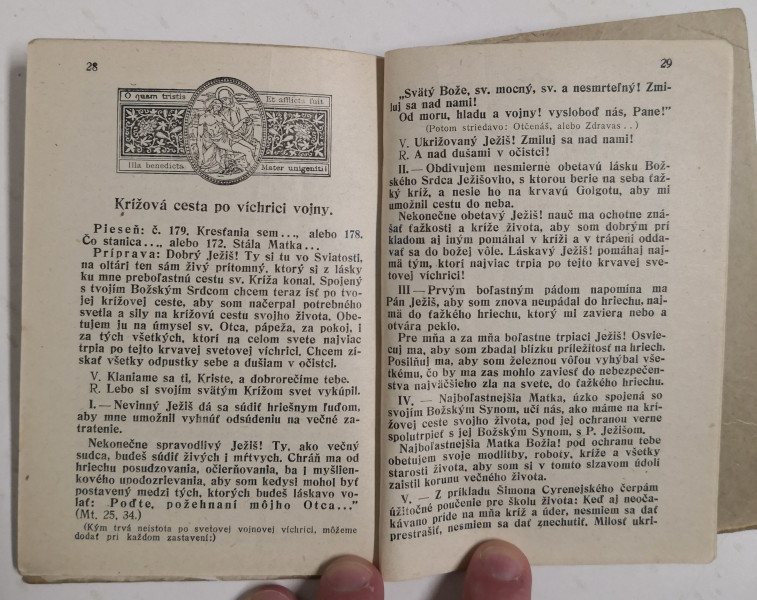 28
O quam tristis
Et afflicta fuit
Illa benedicta
Mater unigeniti
Krížová cesta po víchrici vojny.
Pieseň: č. 179. Kresťania sem..., alebo 178.
Čo stanica..., alebo 172. Stála Matka...
Príprava: Dobrý Ježiš! Ty si tu vo Sviatosti
na oltári ten sám živý prítomný, ktorý si z lásky
ku mne prebolestnú cestu sv. Kríža konal. Spojený
s tvojím Božským Srdcom chcem teraz ísť po tvo-
jej krížovej ceste, aby som načerpal potrebného
svetla a sily na krížovú cestu svojho života. Obe-
tujem ju na úmysel sv. Otca, pápeža, za pokoj, i
za tých všetkých, ktorí na celom svete najviac
trpia po tejto krvavej svetovej víchrici. Chcem zí-
skať všetky odpustky sebe a dušiam v očistci.
V. Klaniame sa ti, Kriste, a dobrorečíme tebe.
R. Lebo si svojím svätým Krížom svet vykúpil.
I.— Nevinný Ježiš dá sa súdiť hriešnym ľuďom,
aby mne umožnil vyhnúť odsúdeniu na večné za-
tratenie.
Nekonečne spravodlivý Ježiš! Ty, ako večný
sudca, budeš súdiť živých i mŕtvych. Chráň ma od
hriechu posudzovania, očierňovania, ba i myšlien-
kového upodozrievania, aby som kedysi mohol byť
postavený medzi tých, ktorých budeš láskavo vo-
lať: „Poďte, požehnaní môjho Otca..."
(Mt. 25, 34.)
(Kým trvá neistota po svetovej vojnovej víchrici, môžeme
dodať pri každom zastavení:)
29
„Svätý Bože, sv. mocný, sv. a nesmrteľný! Zmi-
luj sa nad nami!
Od moru, hladu a vojny! vysloboď nás, Pane!"
(Potom striedavo: Otčenáš, alebo Zdravas..)
V. Ukrižovaný Ježiš! Zmiluj sa nad nami!
R. A nad dušami v očistci!
II.— Obdivujem nesmierne obetavú lásku Bož-
ského Srdca Ježišovho, s ktorou berie na seba ťaž-
ký kríž, a nesie ho na krvavú Golgotu, aby mi
umožnil cestu do neba.
Nekonečne obetavý Ježiš! nauč ma ochotne zná-
šať ťažkosti a kríže života, aby som dobrým prí
kladom aj iným pomáhal v kríži a v trápení oddá-
vať sa do božej vôle. Láskavý Ježiš! pomáhaj naj-
mä tým, ktorí najviac trpia po tejto krvavej sve-
tovej víchrici!
III — Prvým boľastným pádom napomína ma
Pán Ježiš, aby som znova neupádal do hriechu, naj-
mä do ťažkého hriechu, ktorý mi zaviera nebo a
otvára peklo.
Pre mňa a za mňa boľastne trpiaci Ježiš! Osvie-
cuj ma, aby som zbadal blízku príležitosť na hriech.
Posilňuj ma, aby som železnou vôľou vyhýbal vše-
tkému, čo by ma zas mohlo zaviesť do nebezpečen-
stva najväčšieho zla na svete, do ťažkého hriechu.
IV. — Najboľastnejšia Matka, úzko spojená so
svojím Božským Synom, učí nás, ako máme na krí-
žovej ceste svojho života, pod jej ochranou verne
spolutrpieť s jej Božským Synom, s P. Ježišom.
Najboľastnejšia Matka Božia! pod ochranu tebe
obetujem svoje modlitby, roboty, kríže a všetky
starosti života, aby som si v tomto slzavom údolí
zaistil korunu večného života.
V. — Z príkladu Šimona Cyrenejského čerpám
úžitočné poučenie pre školu života: Keď aj neoča-
kávano príde na mňa kríž a úder, nesmiem sa dať
prestrašiť, nesmiem sa dať znechutiť. Milosť ukri-